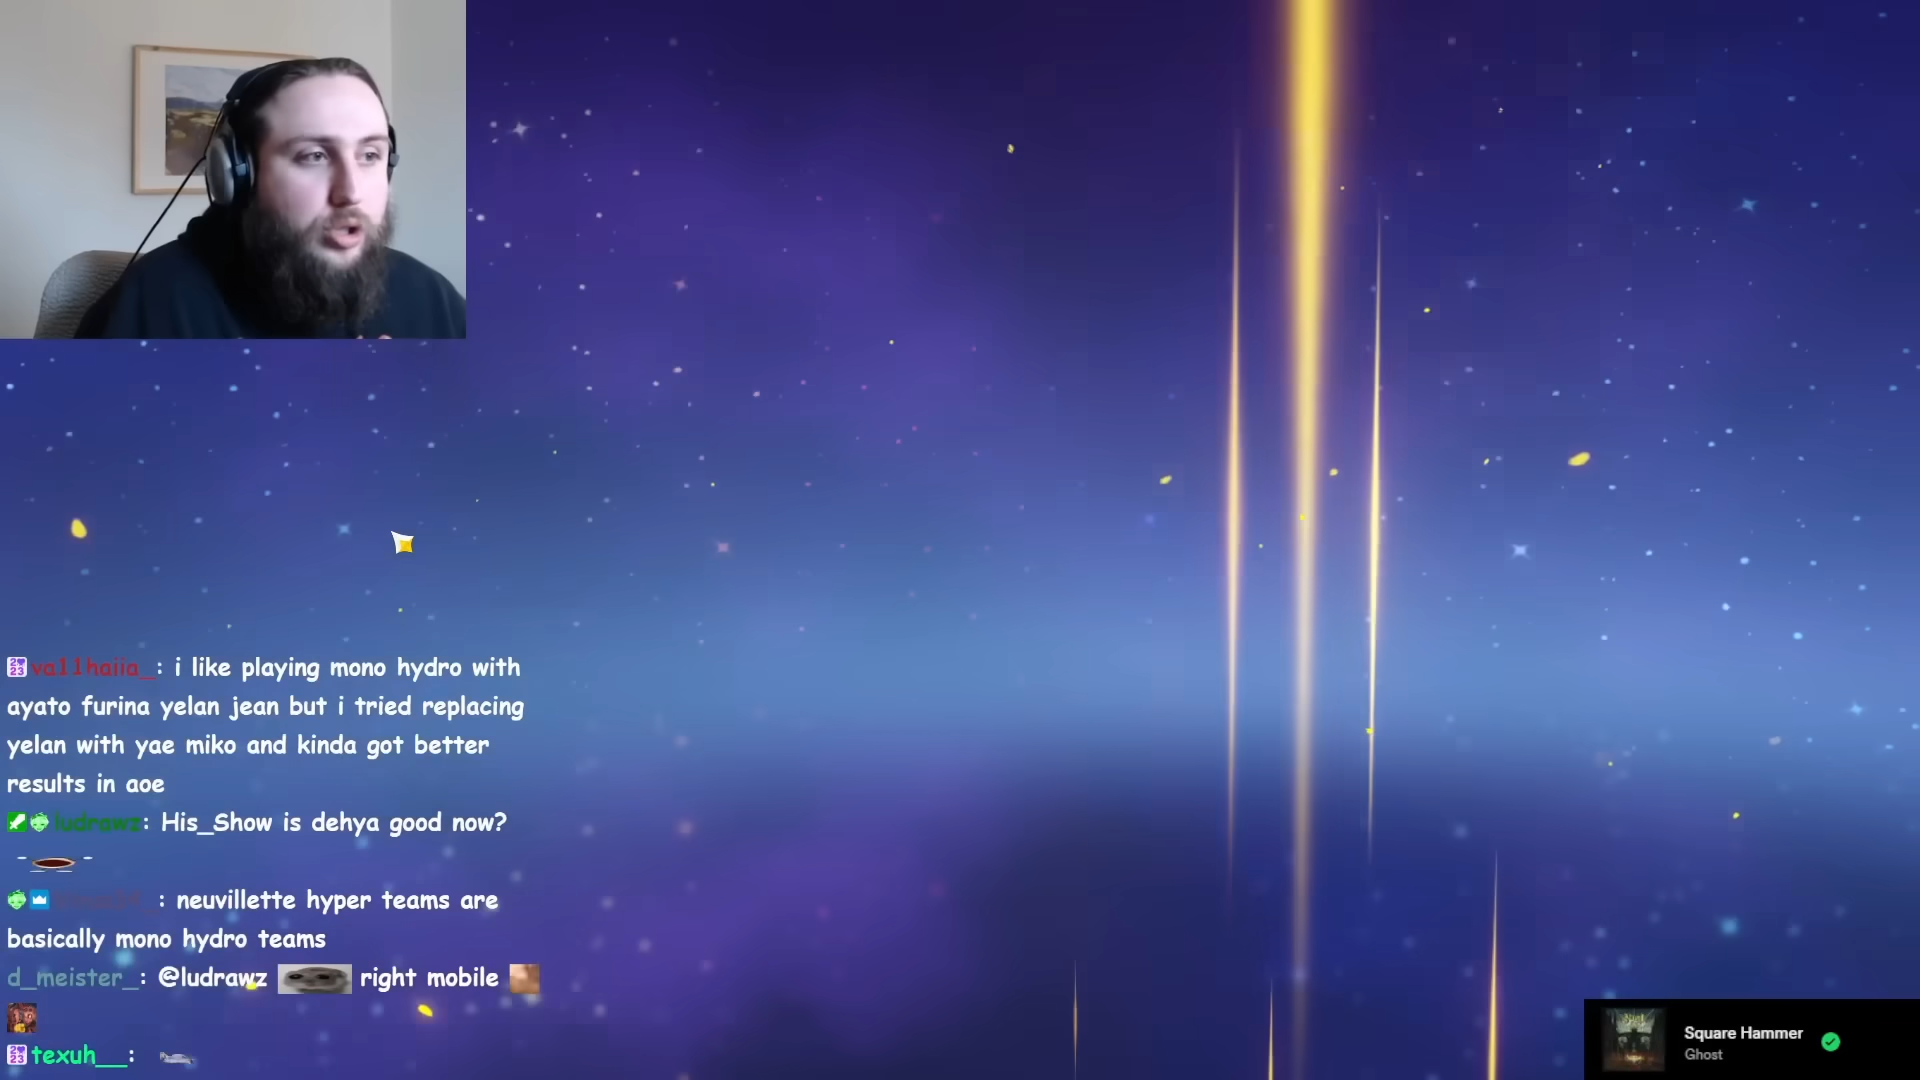 va11haiia_: i like playing mono hydro with
ayato furina yelan jean but i tried replacing
yelan with yae miko and kinda got better
results in aoe
ludrawz: His_Show is dehya good now?
: neuvillette hyper teams are
basically mono hydro teams
d_meister_: @ludrawz right mobile
texuh__:
Square Hammer
Ghost